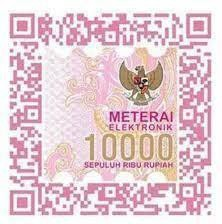 METERAI
ELEKTRONIK
10000
SEPULUH RIBU RUPIAH